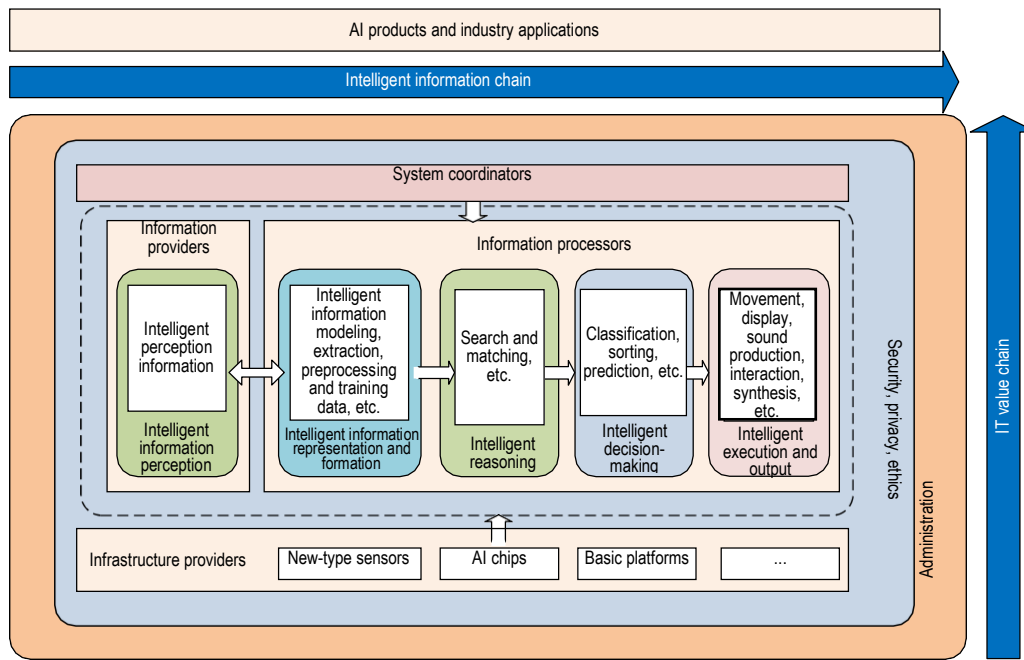 AI products and industry applications
Intelligent information chain
System coordinators
Information
providers
Information processors
Intelligent
perception
information
Intelligent
information
perception
Intelligent
information
modeling,
extraction,
preprocessing
and training
data, etc.
Intelligent information
representation and
formation
Search and
matching,
etc.
Intelligent
reasoning
Classification,
sorting,
prediction, etc.
Intelligent
decision-
making
Movement,
display,
sound
production,
interaction,
synthesis,
etc.
Intelligent
execution and
output
Infrastructure providers
New-type sensors
AI chips
Basic platforms
...
Security, privacy, ethics
Administration
IT value chain